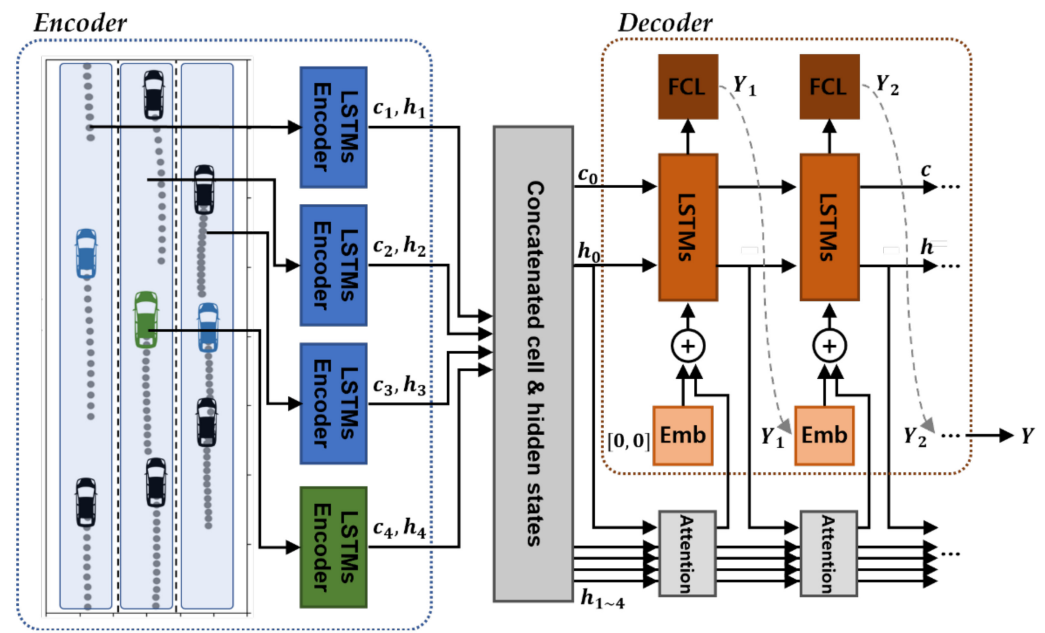 Encoder
Decoder
LSTMs
Encoder
c₁, h₁
LSTMs
Encoder
c₂, h₂
LSTMs
Encoder
c₃, h₃
LSTMs
Encoder
c₄, h₄
Concatenated cell & hidden states
c₀
h₀
h₁~₄
FCL
Y₁
FCL
Y₂
LSTMs
LSTMs
c
...
h
...
+
+
[0, 0]
Emb
Y₁
Emb
Y₂
...
Y
Attention
Attention
...